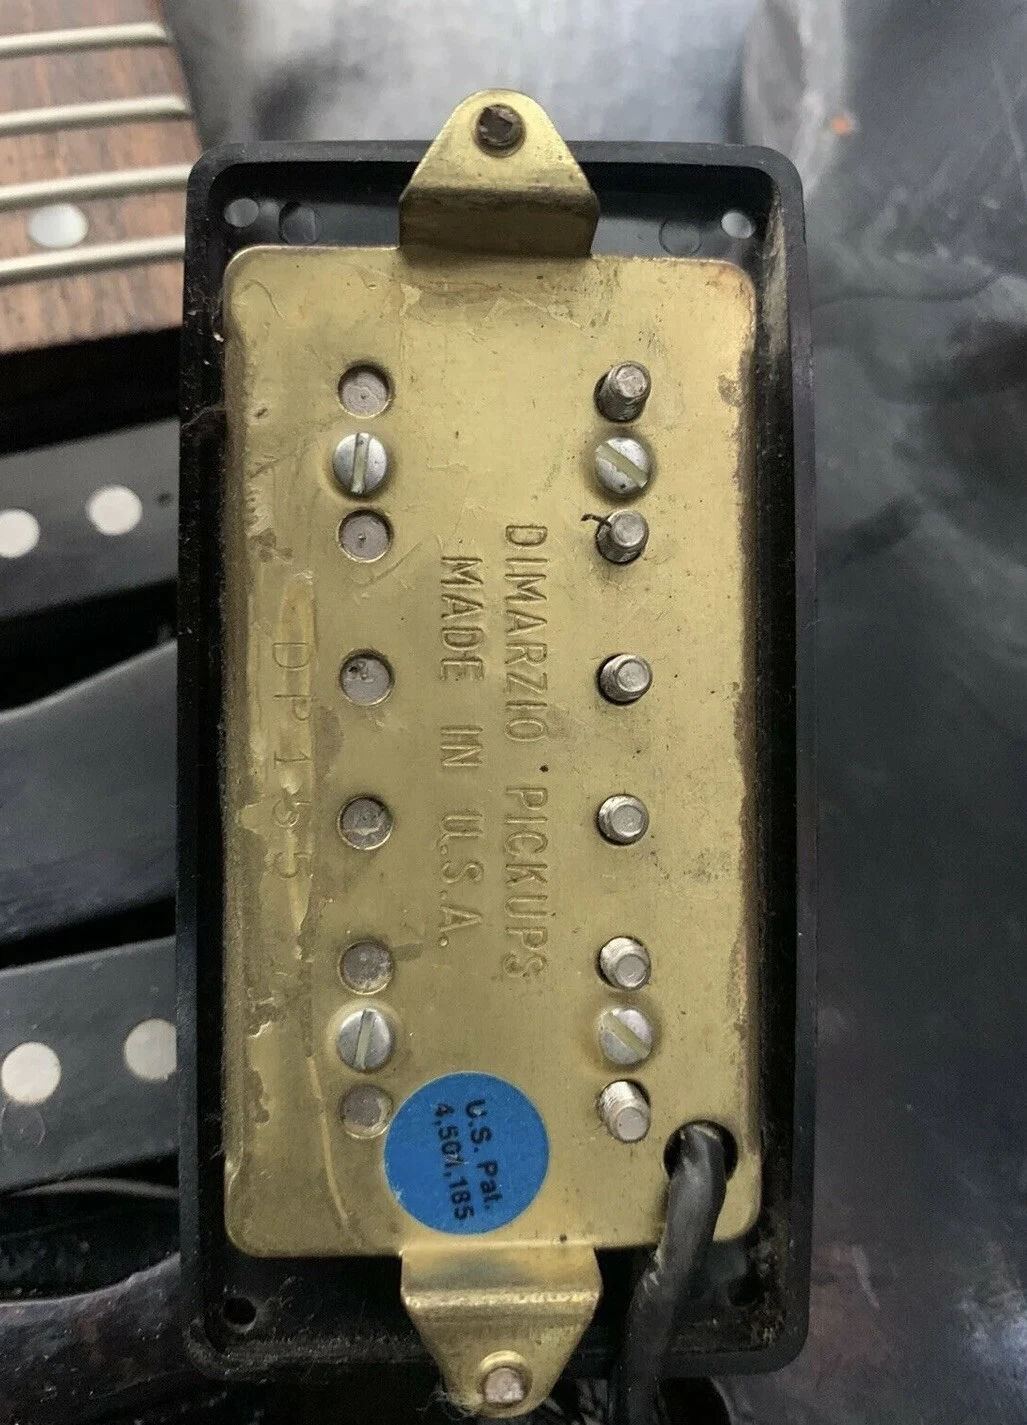 DIMARZIO PICKUPS
MADE IN U.S.A.
DP155
U.S. Pat.
4,501,185